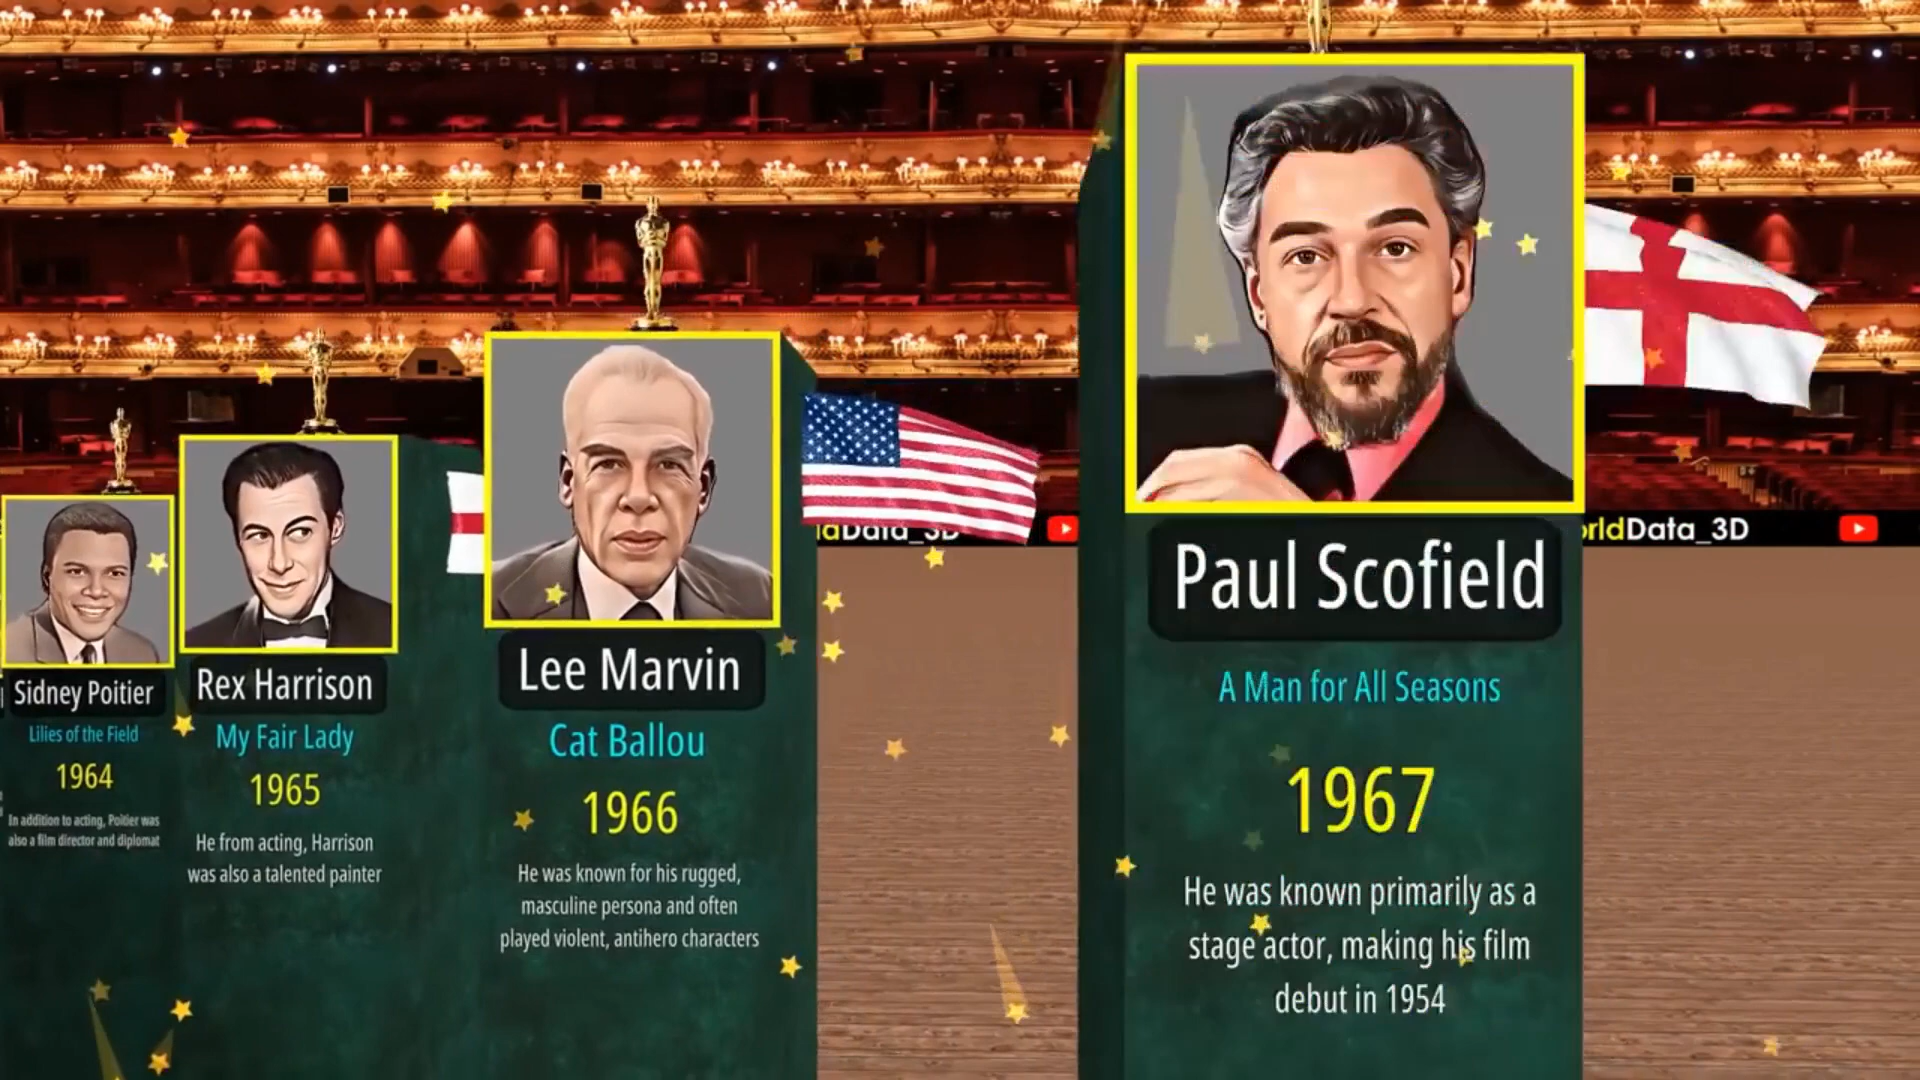 Sidney Poitier
Lilies of the Field
1964
In addition to acting, Poitier was
also a film director and diplomat
Rex Harrison
My Fair Lady
1965
He from acting, Harrison
was also a talented painter
Lee Marvin
Cat Ballou
1966
He was known for his rugged,
masculine persona and often
played violent, antihero characters
Paul Scofield
A Man for All Seasons
1967
He was known primarily as a
stage actor, making his film
debut in 1954
ldData_3D
orldData_3D